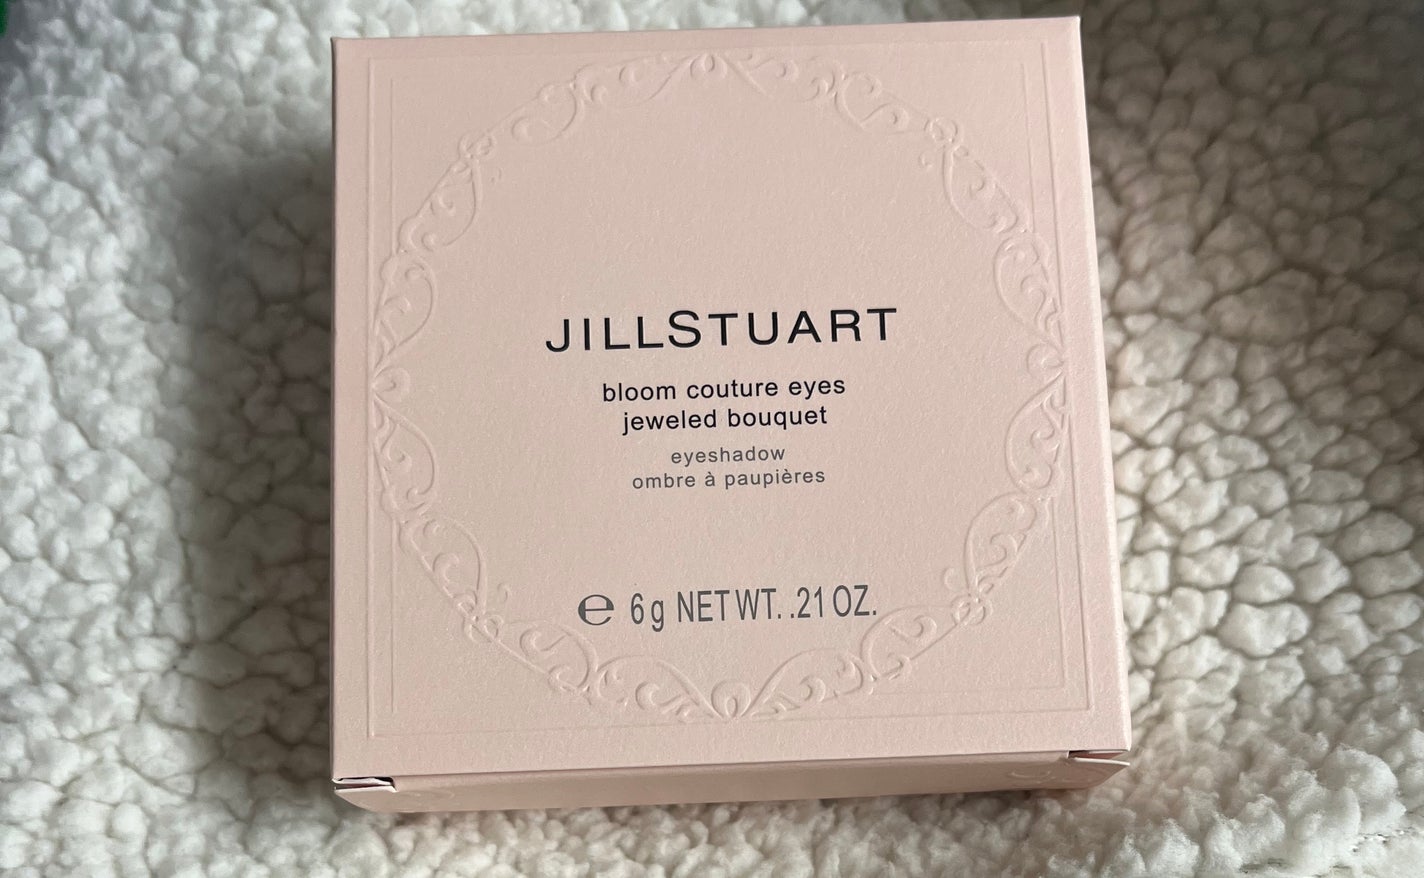 JILLSTUART
bloom couture eyes
jeweled bouquet
eyeshadow
ombre à paupières
℮ 6g NET WT. .21 OZ.